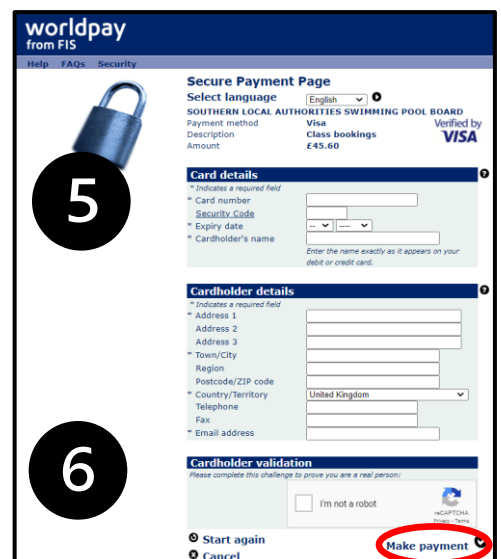 worldpay
from FIS
Help FAQs Security
Secure Payment Page
Select language English
SOUTHERN LOCAL AUTHORITIES SWIMMING POOL BOARD
Payment method Visa
Verified by
VISA
Description Class bookings
Amount £45.60
5
Card details ?
* Indicates a required field
* Card number
Security Code
* Expiry date -- ----
* Cardholder's name
Enter the name exactly as it appears on your
debit or credit card.
Cardholder details ?
* Indicates a required field
* Address 1
Address 2
Address 3
* Town/City
Region
Postcode/ZIP code
* Country/Territory United Kingdom
Telephone
Fax
* Email address
6
Cardholder validation
Please complete this challenge to prove you are a real person:
I'm not a robot
reCAPTCHA
Privacy - Terms
Start again
Make payment
Cancel